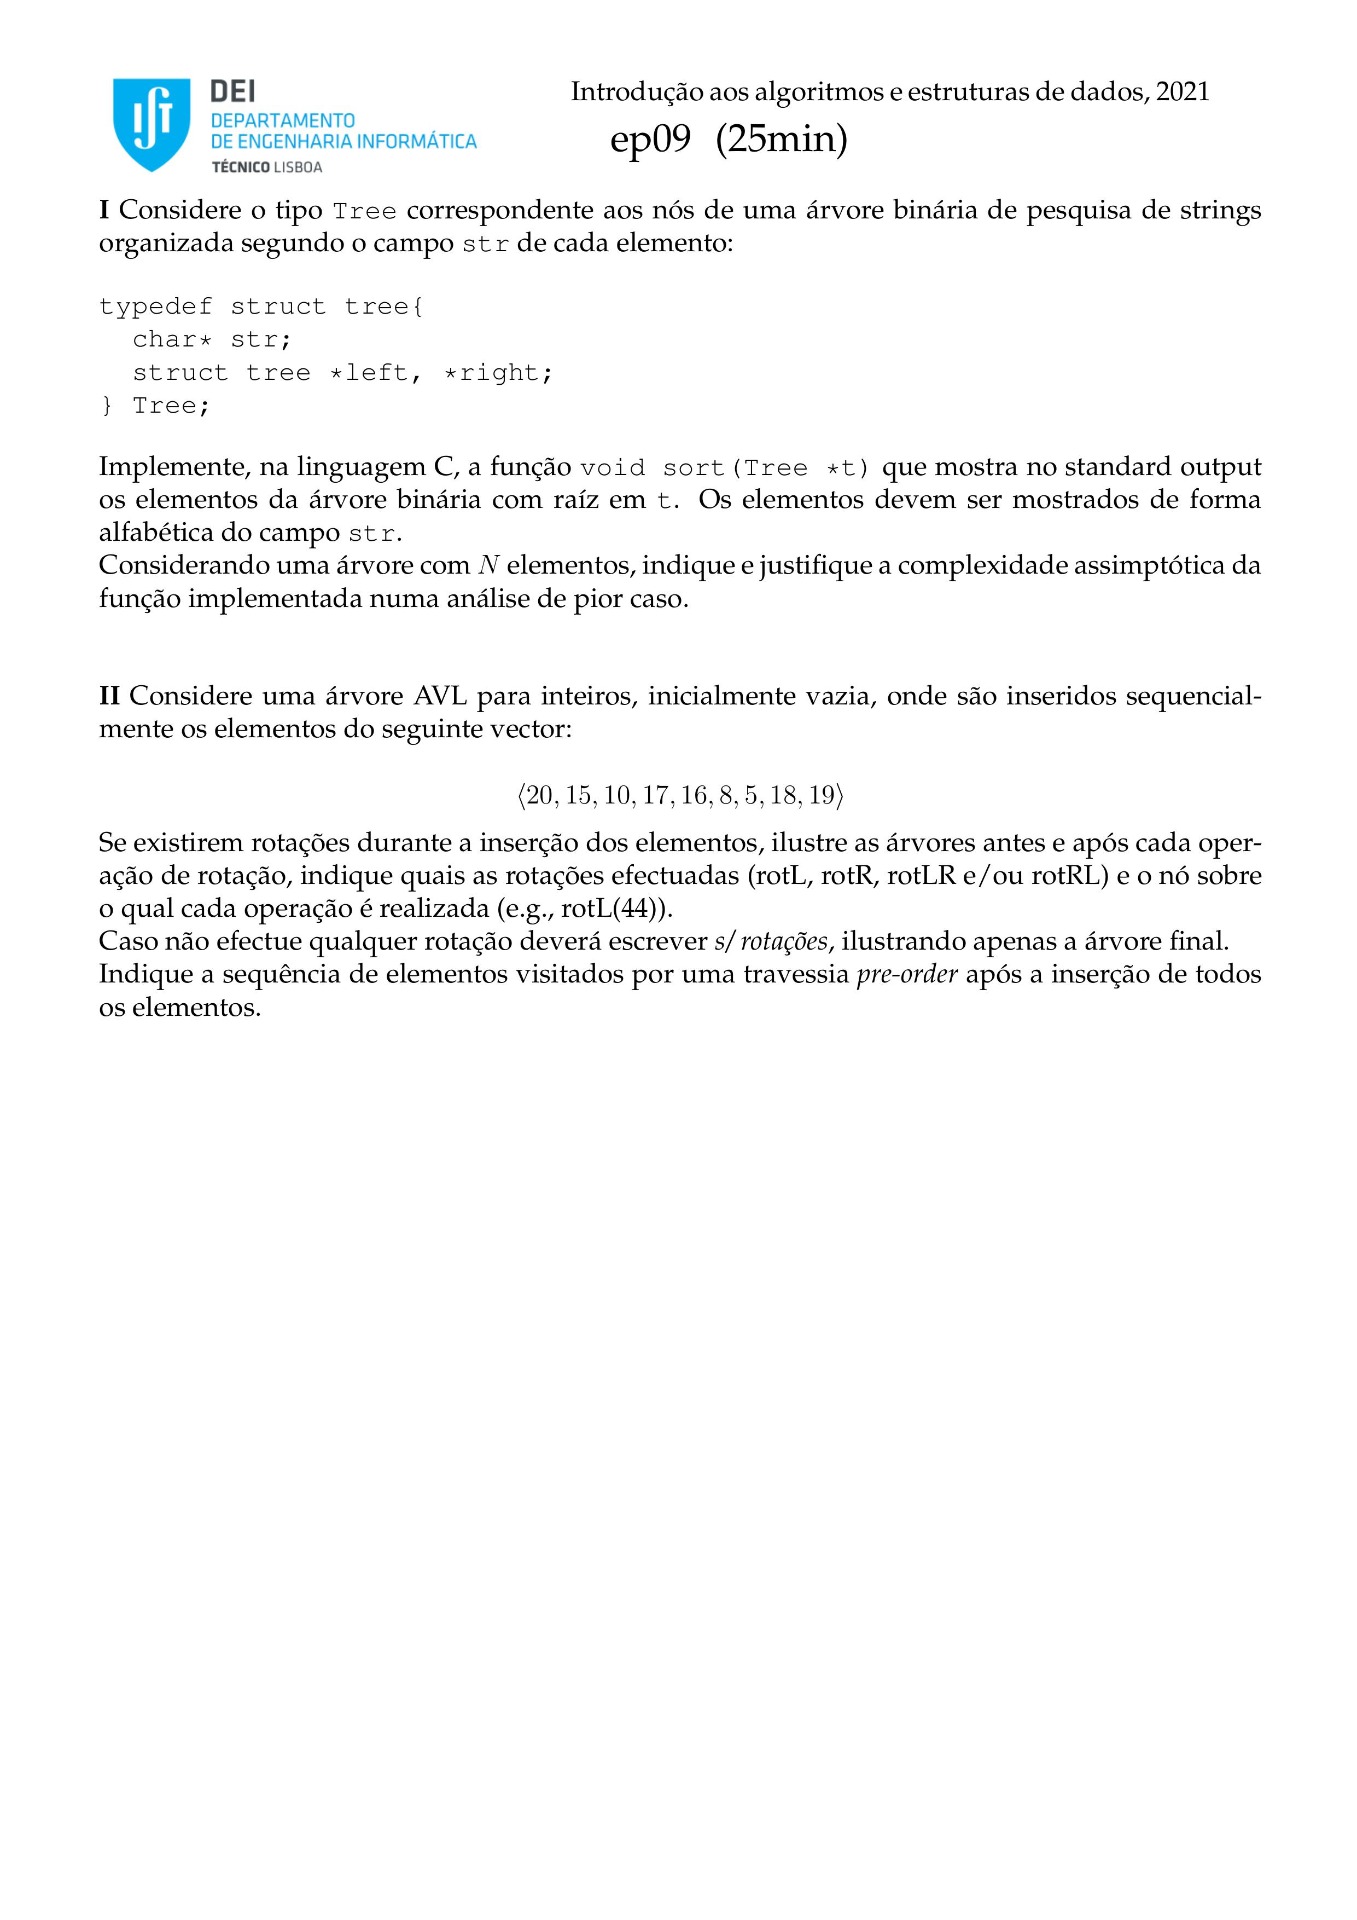 DEI
DEPARTAMENTO
DE ENGENHARIA INFORMÁTICA
TÉCNICO LISBOA
Introdução aos algoritmos e estruturas de dados, 2021
ep09 (25min)
I Considere o tipo Tree correspondente aos nós de uma árvore binária de pesquisa de strings
organizada segundo o campo str de cada elemento:
typedef struct tree{
  char* str;
  struct tree *left, *right;
} Tree;
Implemente, na linguagem C, a função void sort(Tree *t) que mostra no standard output
os elementos da árvore binária com raíz em t. Os elementos devem ser mostrados de forma
alfabética do campo str.
Considerando uma árvore com N elementos, indique e justifique a complexidade assimptótica da
função implementada numa análise de pior caso.
II Considere uma árvore AVL para inteiros, inicialmente vazia, onde são inseridos sequencial-
mente os elementos do seguinte vector:
⟨20, 15, 10, 17, 16, 8, 5, 18, 19⟩
Se existirem rotações durante a inserção dos elementos, ilustre as árvores antes e após cada oper-
ação de rotação, indique quais as rotações efectuadas (rotL, rotR, rotLR e/ou rotRL) e o nó sobre
o qual cada operação é realizada (e.g., rotL(44)).
Caso não efectue qualquer rotação deverá escrever s/ rotações, ilustrando apenas a árvore final.
Indique a sequência de elementos visitados por uma travessia pre-order após a inserção de todos
os elementos.